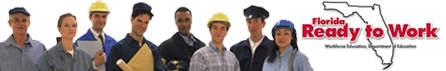 Florida
Ready to Work
Workforce Education, Department of Education